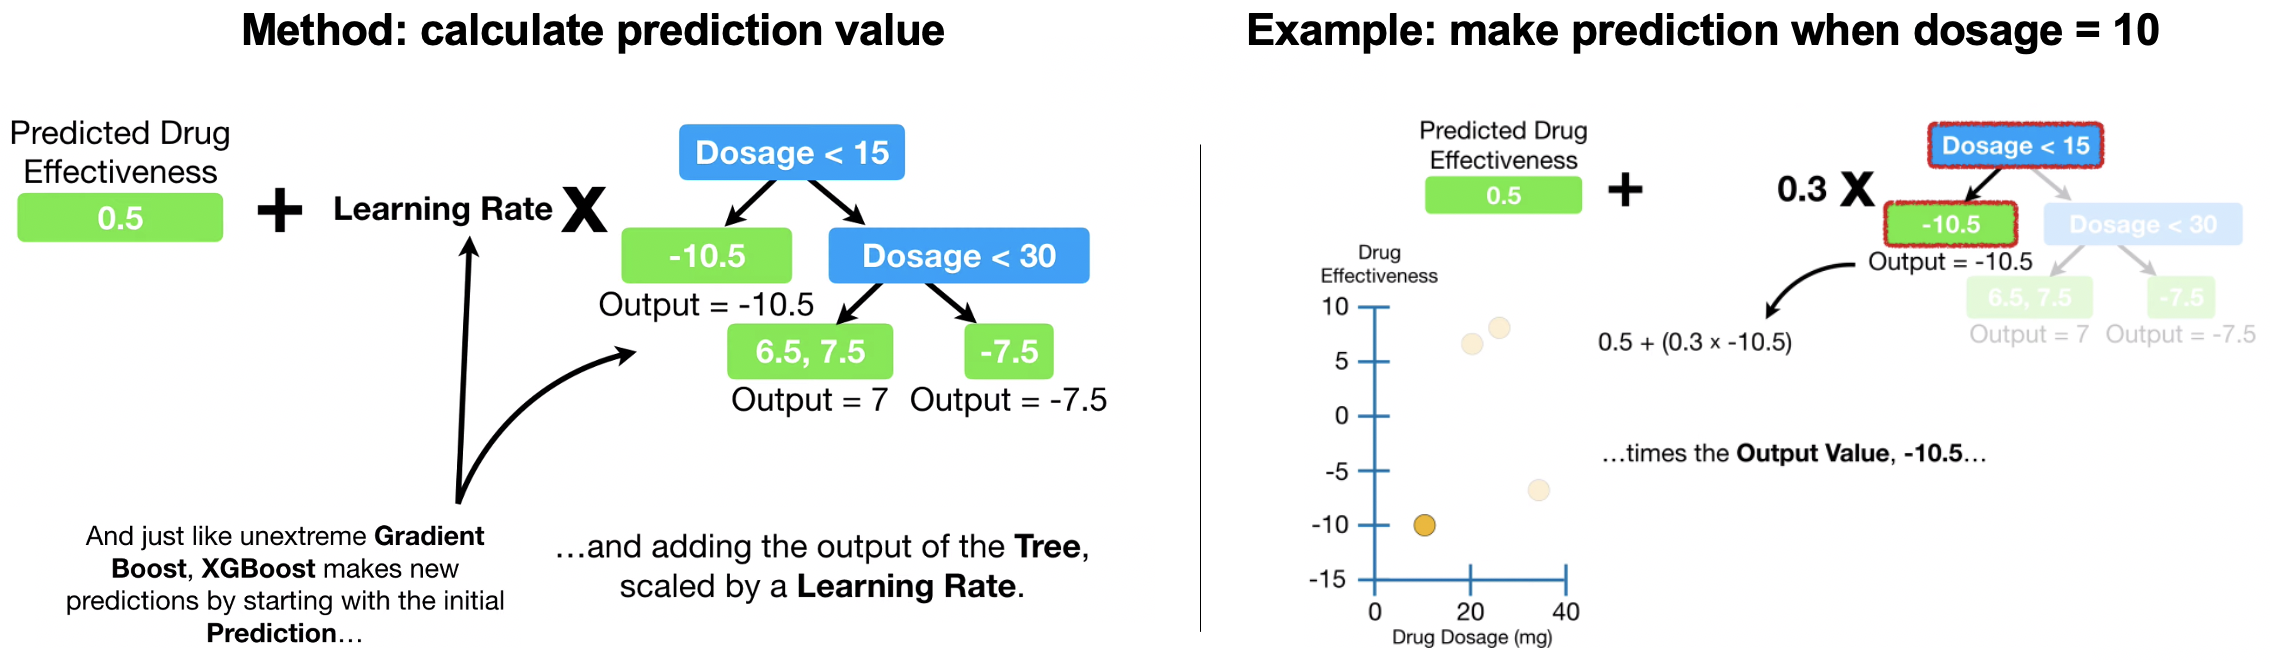 Method: calculate prediction value
Predicted Drug
Effectiveness
0.5
+
Learning Rate
X
Dosage < 15
-10.5
Output = -10.5
Dosage < 30
6.5, 7.5
Output = 7
-7.5
Output = -7.5
And just like unextreme Gradient
Boost, XGBoost makes new
predictions by starting with the initial
Prediction…
…and adding the output of the Tree,
scaled by a Learning Rate.
Example: make prediction when dosage = 10
Predicted Drug
Effectiveness
0.5
+
0.3 X
Dosage < 15
-10.5
Output = -10.5
Dosage < 30
6.5, 7.5
Output = 7
-7.5
Output = -7.5
0.5 + (0.3 × -10.5)
…times the Output Value, -10.5…
Drug
Effectiveness
10
5
0
-5
-10
-15
0 20 40
Drug Dosage (mg)